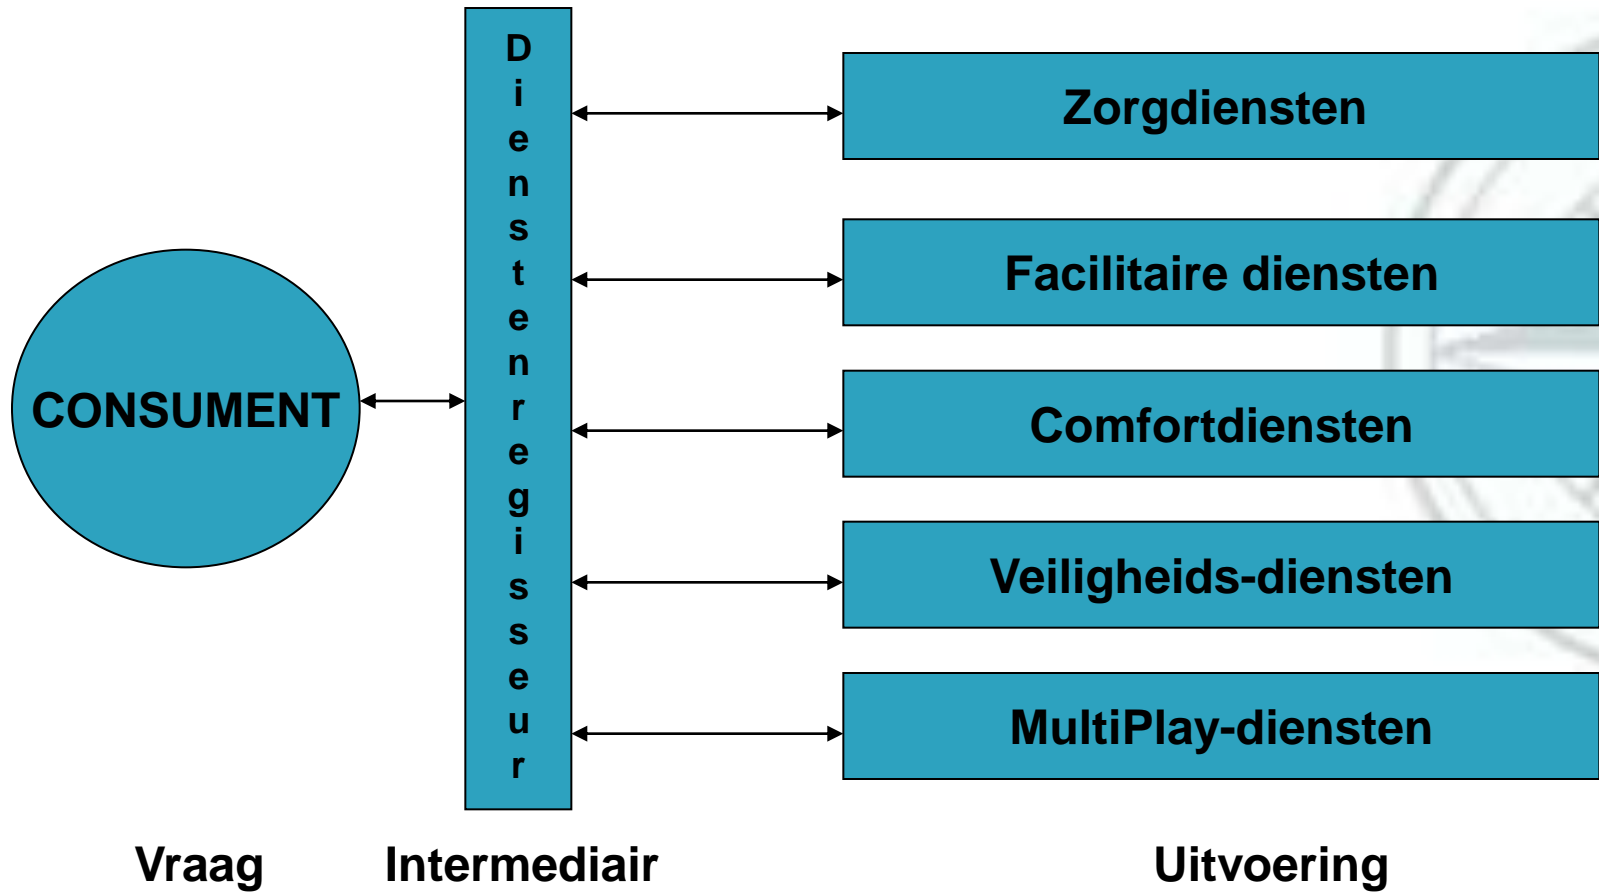 CONSUMENT
Dienstenregisseur
Zorgdiensten
Facilitaire diensten
Comfortdiensten
Veiligheids-diensten
MultiPlay-diensten
Vraag
Intermediair
Uitvoering